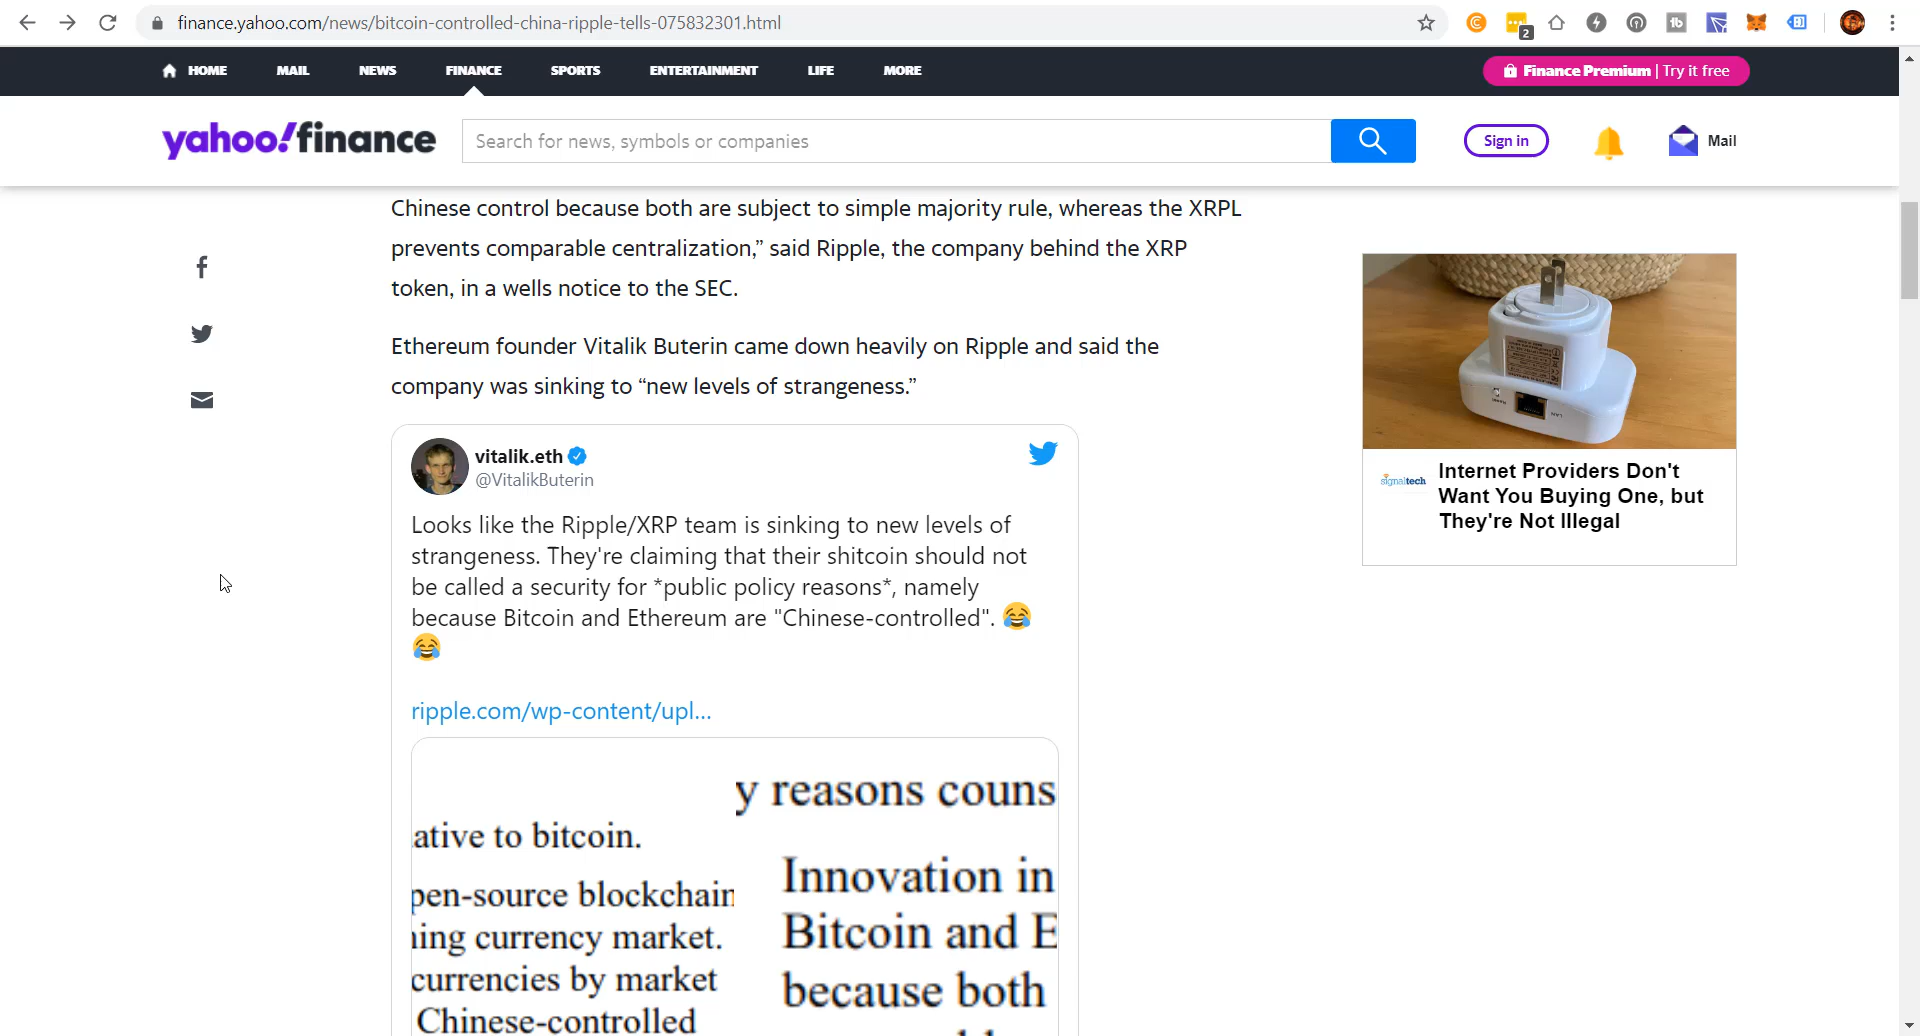 finance.yahoo.com/news/bitcoin-controlled-china-ripple-tells-075832301.html
2
tb
HOME MAIL NEWS FINANCE SPORTS ENTERTAINMENT LIFE MORE
Finance Premium | Try it free
yahoo!finance
Search for news, symbols or companies
Sign in
Mail
Chinese control because both are subject to simple majority rule, whereas the XRPL
prevents comparable centralization,” said Ripple, the company behind the XRP
token, in a wells notice to the SEC.
Ethereum founder Vitalik Buterin came down heavily on Ripple and said the
company was sinking to “new levels of strangeness.”
vitalik.eth
@VitalikButerin
Looks like the Ripple/XRP team is sinking to new levels of
strangeness. They're claiming that their shitcoin should not
be called a security for *public policy reasons*, namely
because Bitcoin and Ethereum are "Chinese-controlled". 😂
😂
ripple.com/wp-content/upl...
ative to bitcoin.
pen-source blockchain
ing currency market.
currencies by market
Chinese-controlled
y reasons couns
Innovation in
Bitcoin and E
because both
signaltech
Internet Providers Don't
Want You Buying One, but
They're Not Illegal